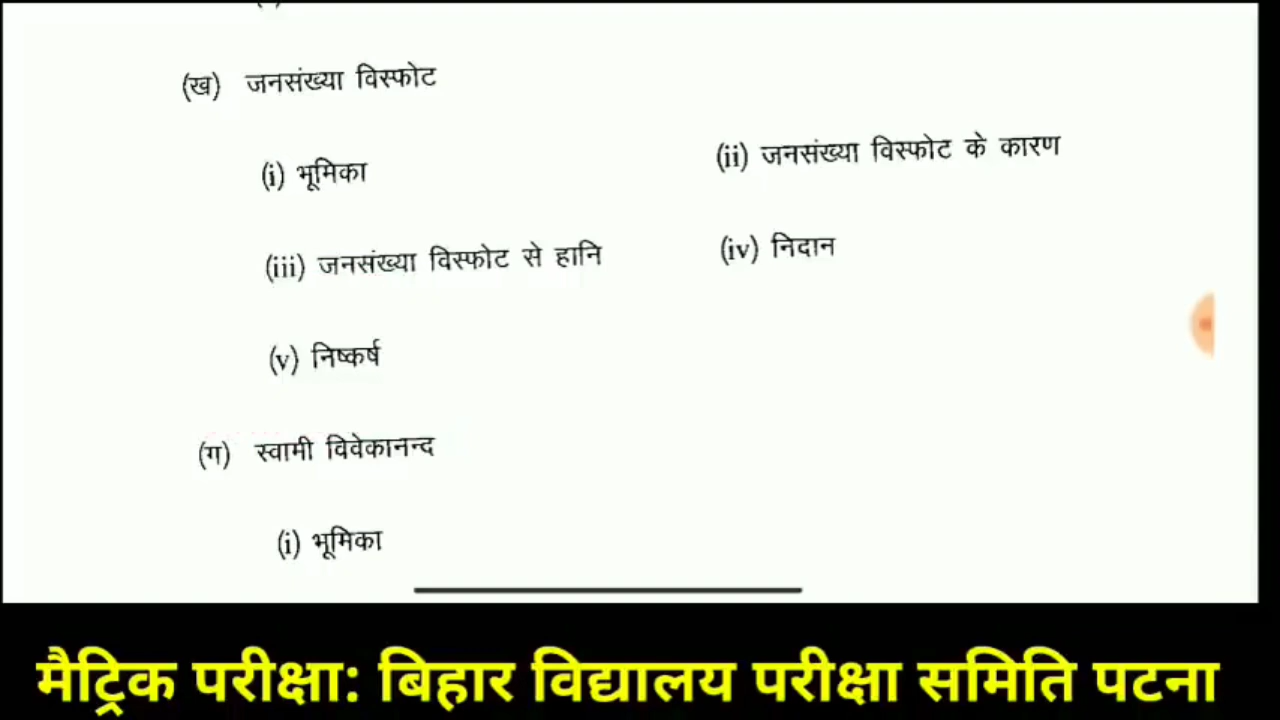 (ख) जनसंख्या विस्फोट
(i) भूमिका (ii) जनसंख्या विस्फोट के कारण
(iii) जनसंख्या विस्फोट से हानि (iv) निदान
(v) निष्कर्ष
(ग) स्वामी विवेकानन्द
(i) भूमिका
मैट्रिक परीक्षा: बिहार विद्यालय परीक्षा समिति पटना